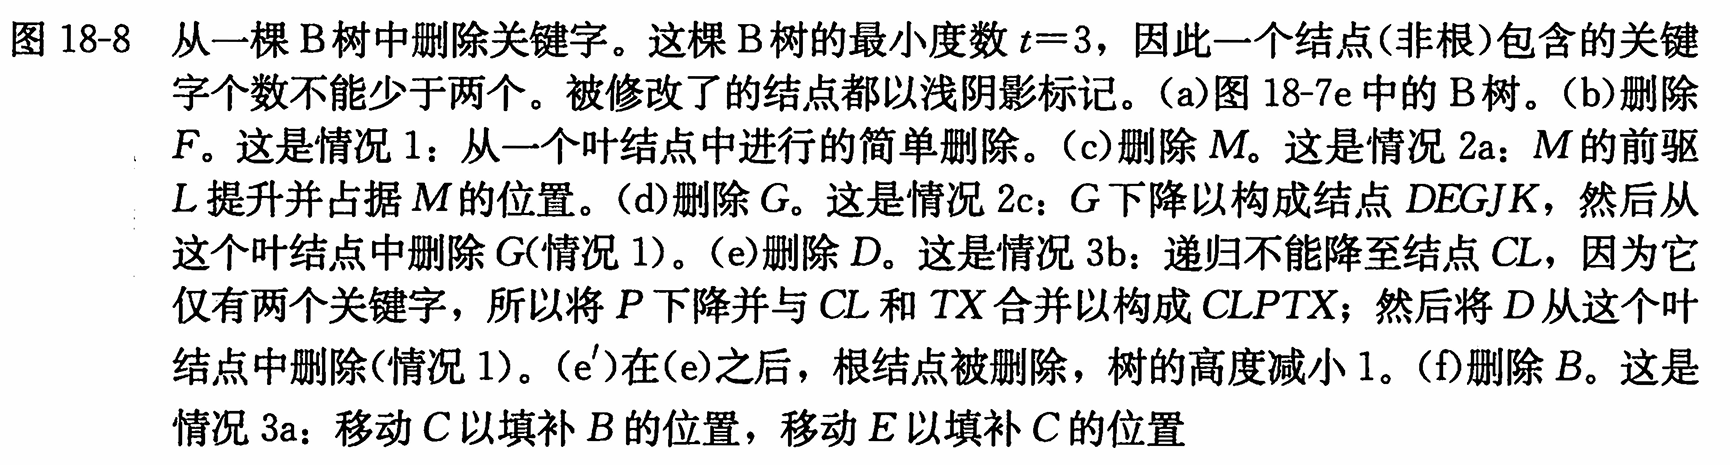 图 18-8 从一棵 B 树中删除关键字。这棵 B 树的最小度数 t=3，因此一个结点(非根)包含的关键
字个数不能少于两个。被修改了的结点都以浅阴影标记。(a)图 18-7e 中的 B 树。(b)删除
F。这是情况 1：从一个叶结点中进行的简单删除。(c)删除 M。这是情况 2a：M 的前驱
L 提升并占据 M 的位置。(d)删除 G。这是情况 2c：G 下降以构成结点 DEGJK，然后从
这个叶结点中删除 G(情况 1)。(e)删除 D。这是情况 3b：递归不能降至结点 CL，因为它
仅有两个关键字，所以将 P 下降并与 CL 和 TX 合并以构成 CLPTX；然后将 D 从这个叶
结点中删除(情况 1)。(e′)在(e)之后，根结点被删除，树的高度减小 1。(f)删除 B。这是
情况 3a：移动 C 以填补 B 的位置，移动 E 以填补 C 的位置